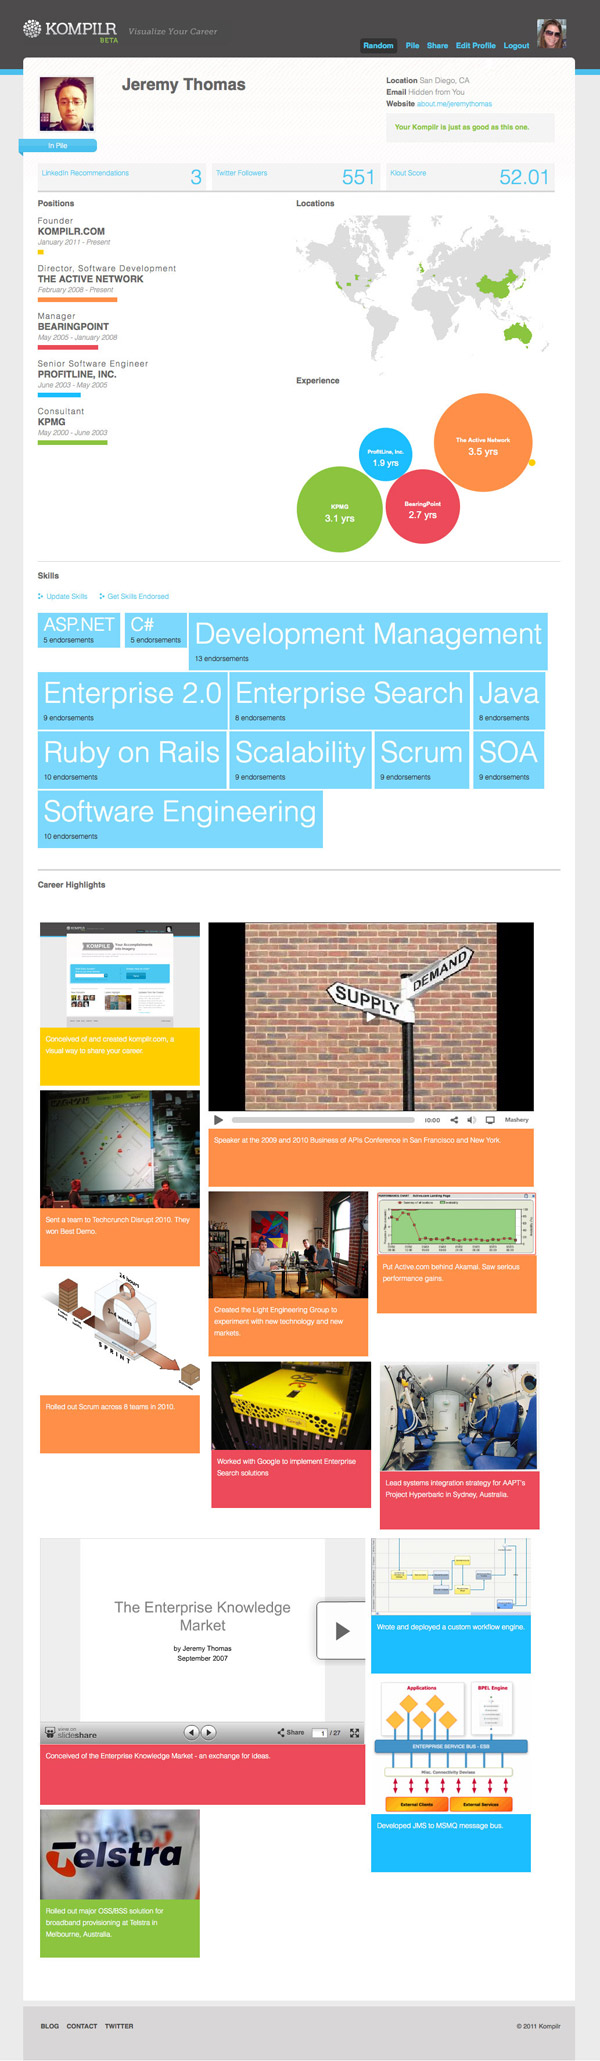 KOMPILR
BETA
Visualize Your Career
Random
Pile
Share
Edit Profile
Logout
Jeremy Thomas
Location San Diego, CA
Email Hidden from You
Website about.me/jeremythomas
Your Kompilr is just as good as this one.
In Pile
LinkedIn Recommendations 3
Twitter Followers 551
Klout Score 52.01
Positions
Founder
KOMPILR.COM
January 2011 - Present
Director, Software Development
THE ACTIVE NETWORK
February 2008 - Present
Manager
BEARINGPOINT
May 2005 - January 2008
Senior Software Engineer
PROFITLINE, INC.
June 2003 - May 2005
Consultant
KPMG
May 2000 - June 2003
Locations
Experience
The Active Network
3.5 yrs
ProfitLine, Inc.
1.9 yrs
KPMG
3.1 yrs
BearingPoint
2.7 yrs
Skills
Update Skills
Get Skills Endorsed
ASP.NET
5 endorsements
C#
5 endorsements
Development Management
13 endorsements
Enterprise 2.0
9 endorsements
Enterprise Search
8 endorsements
Java
8 endorsements
Ruby on Rails
10 endorsements
Scalability
9 endorsements
Scrum
9 endorsements
SOA
9 endorsements
Software Engineering
10 endorsements
Career Highlights
KOMPILR
Conceived of and created kompilr.com, a
visual way to share your career.
SUPPLY
DEMAND
10:00
Mashery
Speaker at the 2009 and 2010 Business of APIs Conference in San Francisco and New York.
Sent a team to Techcrunch Disrupt 2010. They
won Best Demo.
Created the Light Engineering Group to
experiment with new technology and new
markets.
Put Active.com behind Akamai. Saw serious
performance gains.
24 hours
2-4 weeks
SPRINT
Rolled out Scrum across 8 teams in 2010.
Google
Worked with Google to implement Enterprise
Search solutions
Lead systems integration strategy for AAPT's
Project Hyperbaric in Sydney, Australia.
The Enterprise Knowledge
Market
by Jeremy Thomas
September 2007
view on
slideshare
Share
1 / 27
Conceived of the Enterprise Knowledge Market - an exchange for ideas.
Wrote and deployed a custom workflow engine.
Applications
BPEL Engine
ENTERPRISE SERVICE BUS - ESB
Misc. Connectivity Devices
External Clients
External Services
Developed JMS to MSMQ message bus.
Telstra
Rolled out major OSS/BSS solution for
broadband provisioning at Telstra in
Melbourne, Australia.
BLOG
CONTACT
TWITTER
© 2011 Kompilr